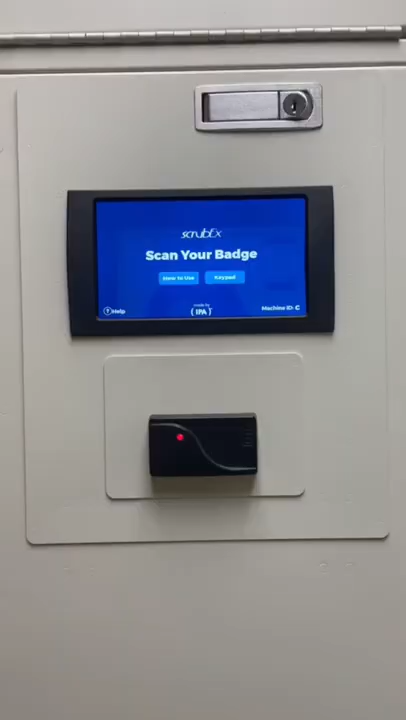 scrubEx
Scan Your Badge
How to Use
Keypad
? Help
made by
(IPA)
Machine ID: C